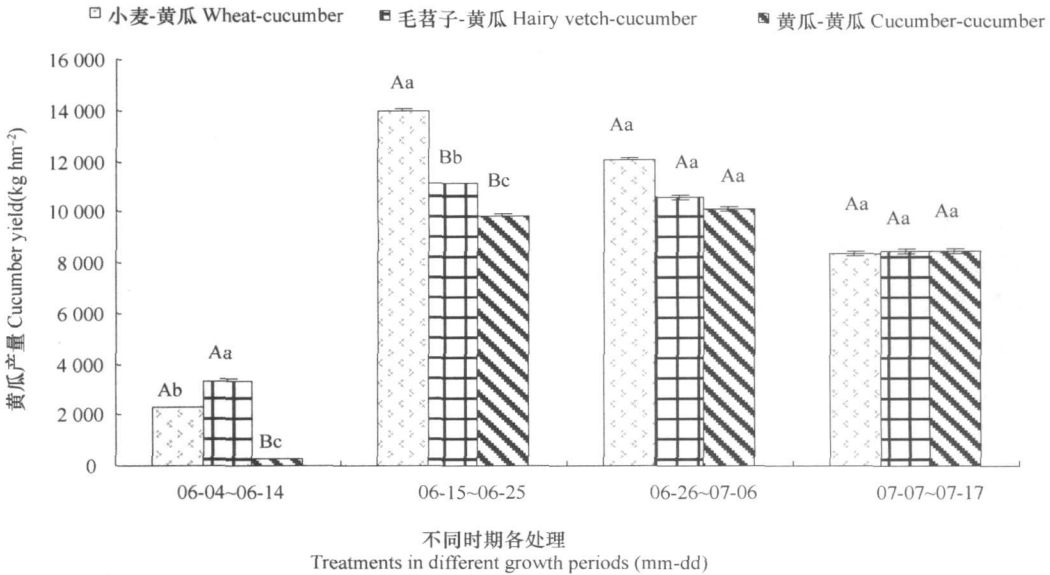 小麦-黄瓜 Wheat-cucumber 毛苕子-黄瓜 Hairy vetch-cucumber 黄瓜-黄瓜 Cucumber-cucumber
黄瓜产量 Cucumber yield(kg hm⁻²)
16 000
14 000
12 000
10 000
8 000
6 000
4 000
2 000
0
Ab Aa Bc
Aa Bb Bc
Aa Aa Aa
Aa Aa Aa
06-04~06-14 06-15~06-25 06-26~07-06 07-07~07-17
不同时期各处理
Treatments in different growth periods (mm-dd)